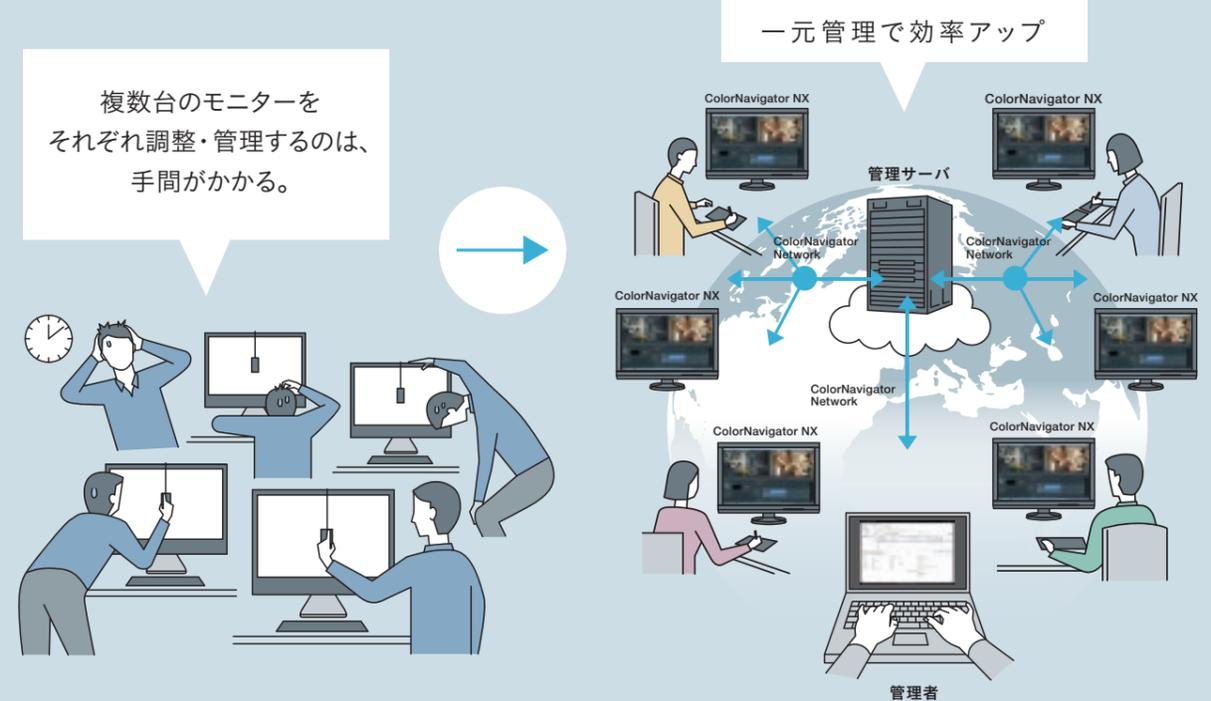 複数台のモニターを
それぞれ調整・管理するのは、
手間がかかる。
一元管理で効率アップ
ColorNavigator NX
ColorNavigator NX
管理サーバ
ColorNavigator
Network
ColorNavigator
Network
ColorNavigator NX
ColorNavigator NX
ColorNavigator
Network
ColorNavigator NX
ColorNavigator NX
管理者